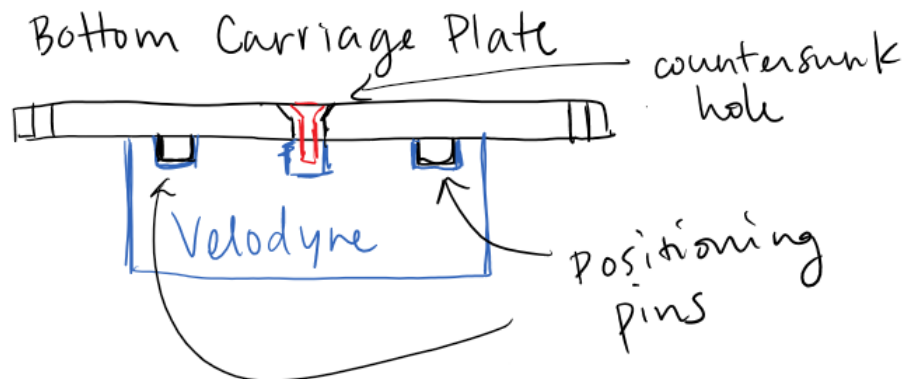 Bottom Carriage Plate
countersunk
hole
Velodyne
positioning
pins